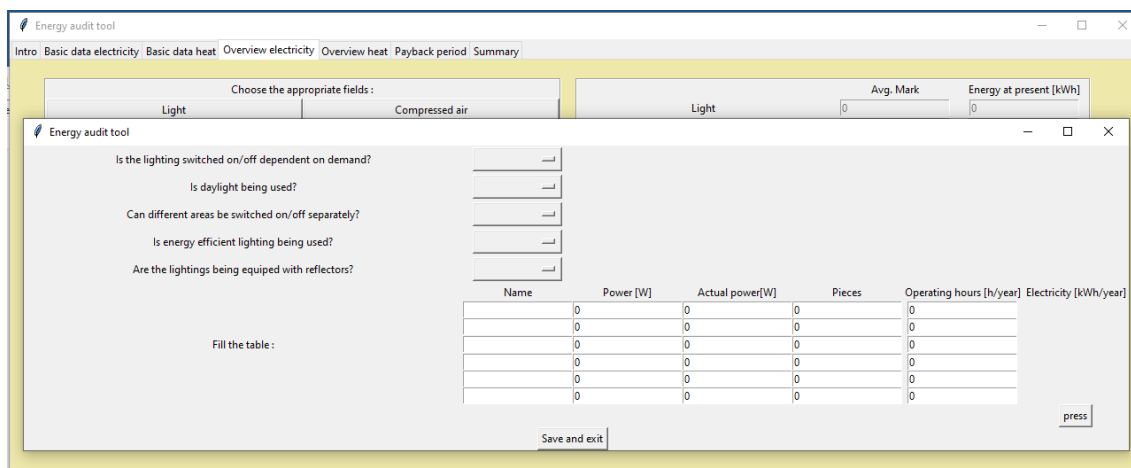 Energy audit tool
Intro Basic data electricity Basic data heat Overview electricity Overview heat Payback period Summary
Choose the appropriate fields :
Avg. Mark Energy at present [kWh]
Light Compressed air Light 0 0
Energy audit tool
Is the lighting switched on/off dependent on demand?
Is daylight being used?
Can different areas be switched on/off separately?
Is energy efficient lighting being used?
Are the lightings being equiped with reflectors?
Name Power [W] Actual power[W] Pieces Operating hours [h/year] Electricity [kWh/year]
0 0 0 0
0 0 0 0
Fill the table : 0 0 0 0
0 0 0 0
0 0 0 0
0 0 0 0
press
Save and exit